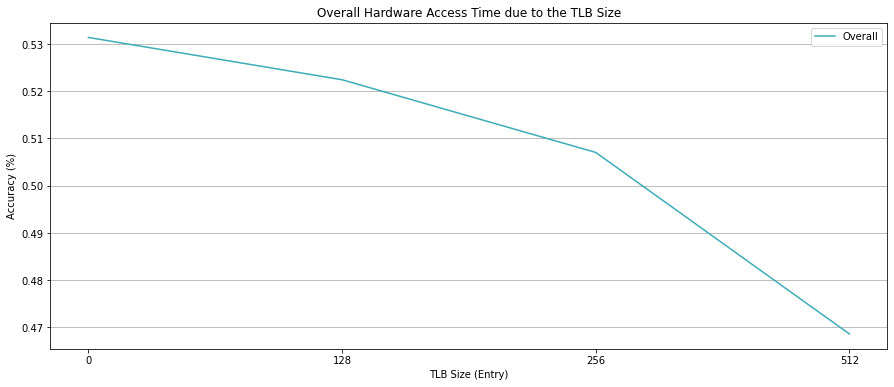 Overall Hardware Access Time due to the TLB Size
Overall
0.53
0.52
0.51
0.50
0.49
0.48
0.47
Accuracy (%)
0 128 256 512
TLB Size (Entry)